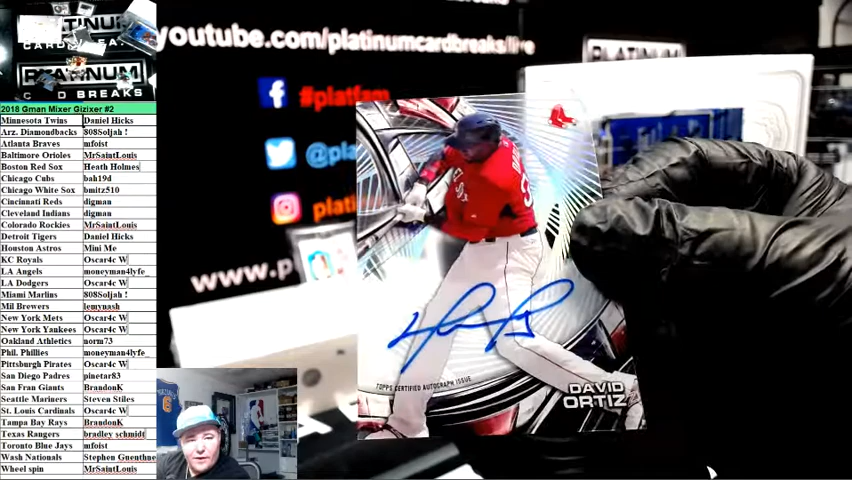 youtube.com/platinumcardbreaks/live
PLATINUM
PLATINUM
C D BREAKS
#platfam
@pla
platin
www.p
2018 Gman Mixer Gizixer #2
Minnesota Twins Daniel Hicks
Arz. Diamondbacks 808Soljah !
Atlanta Braves mfoist
Baltimore Orioles MrSaintLouis
Boston Red Sox Heath Holmes
Chicago Cubs bah19d
Chicago White Sox bmitz510
Cincinnati Reds digman
Cleveland Indians digman
Colorado Rockies MrSaintLouis
Detroit Tigers Daniel Hicks
Houston Astros Mini Me
KC Royals Oscar4c W
LA Angels moneyman4lyfe_
LA Dodgers Oscar4c W
Miami Marlins 808Soljah !
Mil Brewers lemynash
New York Mets Oscar4c W
New York Yankees Oscar4c W
Oakland Athletics norm73
Phil. Phillies moneyman4lyfe_
Pittsburgh Pirates Oscar4c W
San Diego Padres pinetar83
San Fran Giants BrandonK
Seattle Mariners Steven Stiles
St. Louis Cardinals Oscar4c W
Tampa Bay Rays BrandonK
Texas Rangers bradley schmidt
Toronto Blue Jays mfoist
Wash Nationals Stephen Guenthne
Wheel spin MrSaintLouis
TOPPS CERTIFIED AUTOGRAPH ISSUE
DAVID
ORTIZ